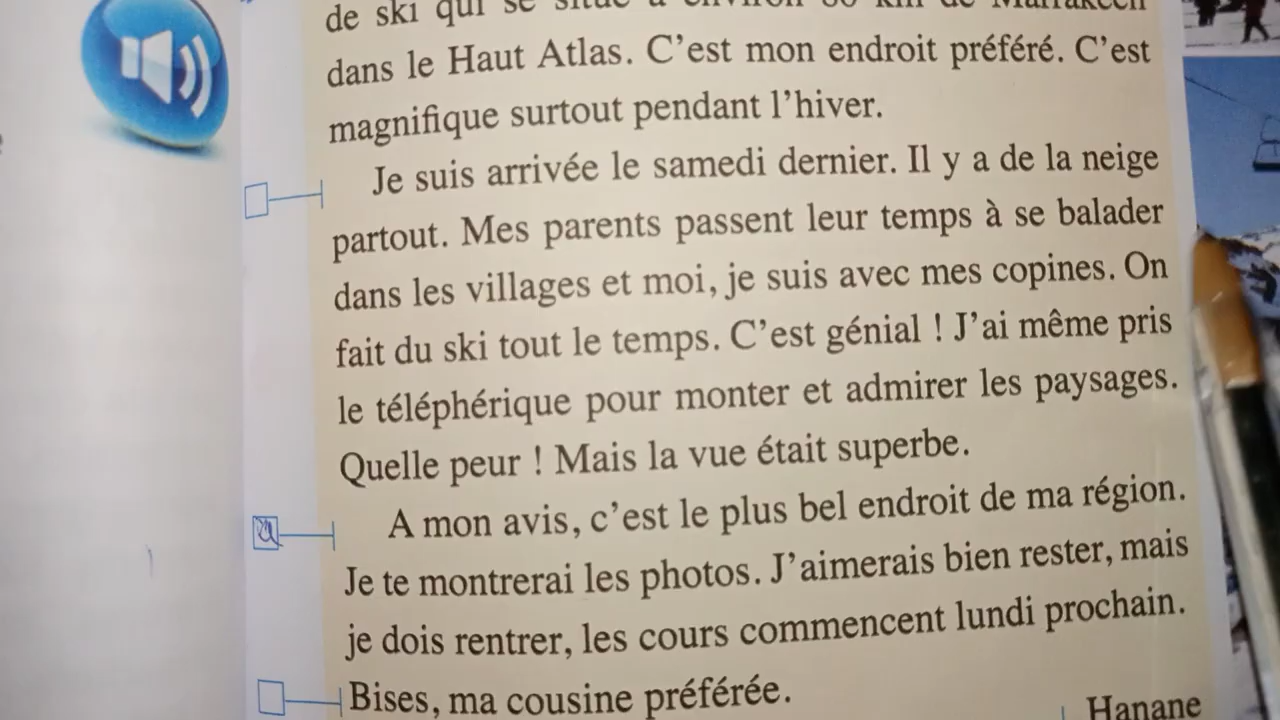 de ski qui se situe à environ 80 km de Marrakech
dans le Haut Atlas. C'est mon endroit préféré. C'est
magnifique surtout pendant l'hiver.
Je suis arrivée le samedi dernier. Il y a de la neige
partout. Mes parents passent leur temps à se balader
dans les villages et moi, je suis avec mes copines. On
fait du ski tout le temps. C'est génial ! J'ai même pris
le téléphérique pour monter et admirer les paysages.
Quelle peur ! Mais la vue était superbe.
A mon avis, c'est le plus bel endroit de ma région.
Je te montrerai les photos. J'aimerais bien rester, mais
je dois rentrer, les cours commencent lundi prochain.
Bises, ma cousine préférée.
Hanane